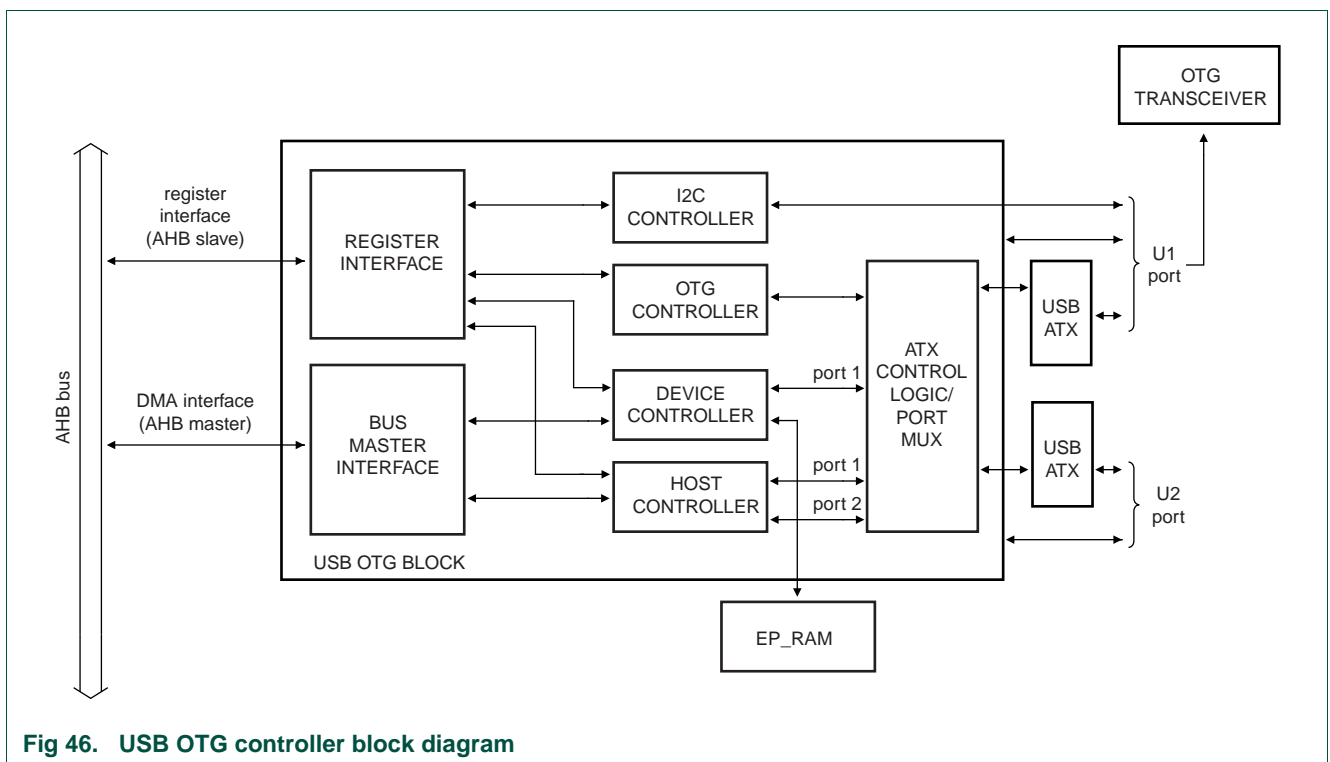 OTG
TRANSCEIVER
AHB bus
register
interface
(AHB slave)
DMA interface
(AHB master)
REGISTER
INTERFACE
BUS
MASTER
INTERFACE
USB OTG BLOCK
I2C
CONTROLLER
OTG
CONTROLLER
DEVICE
CONTROLLER
HOST
CONTROLLER
port 1
port 1
port 2
ATX
CONTROL
LOGIC/
PORT
MUX
USB
ATX
USB
ATX
U1
port
U2
port
EP_RAM
Fig 46. USB OTG controller block diagram